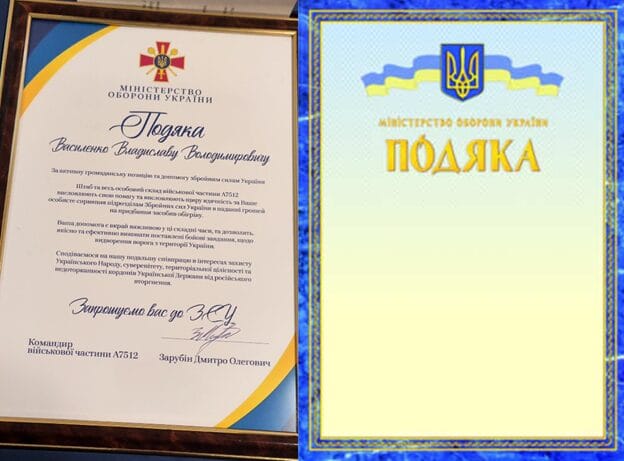 МІНІСТЕРСТВО
ОБОРОНИ УКРАЇНИ
Подяка
Василенко Владиславу Володимировичу
За активну громадянську позицію та допомогу збройним силам України
Штаб та весь особовий склад військової частини А7512
висловлюють свою повагу та висловлюють щиру вдячність за Ваше
особисте сприяння підрозділам Збройних сил України в наданні грошей
на придбання засобів обігріву.
Ваша допомога є вкрай важливою у ці складні часи, та дозволить,
якісно та ефективно виконати поставлені бойові завдання, щодо
видворення ворога з території України.
Сподіваємося на нашу подальшу співпрацю в інтересах захисту
Українського Народу, суверенітету, територіальної цілісності та
недоторканності кордонів Української Держави від російського
вторгнення.
Запрошуємо вас до ЗСУ
Командир
військової частини А7512
Зарубін Дмитро Олегович
МІНІСТЕРСТВО ОБОРОНИ УКРАЇНИ
ПОДЯКА